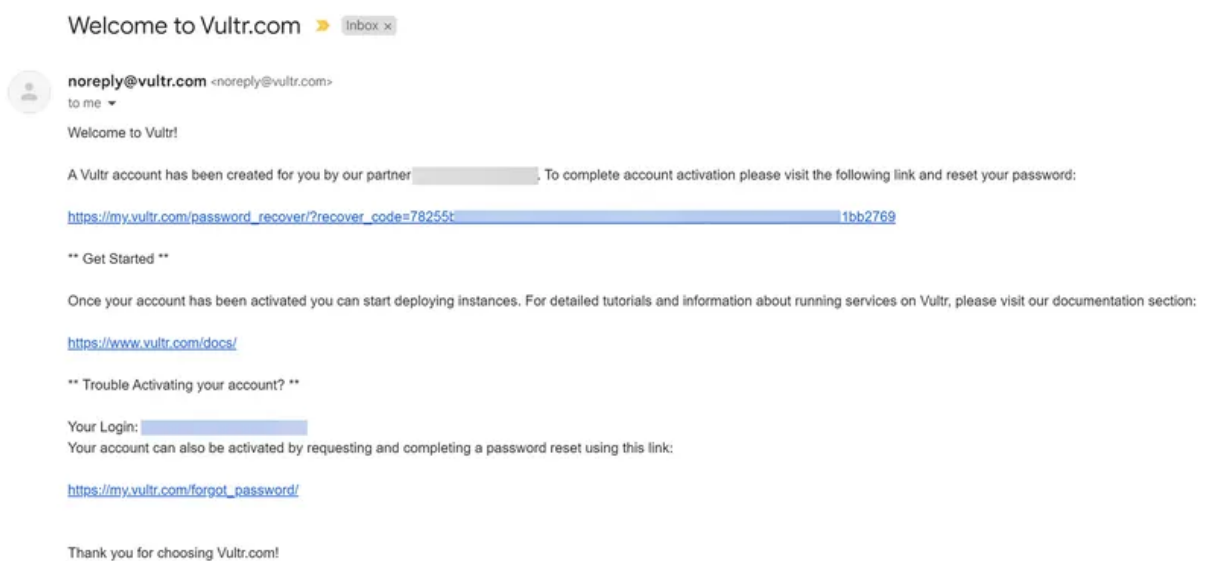 Welcome to Vultr.com
Inbox ×
noreply@vultr.com <noreply@vultr.com>
to me
Welcome to Vultr!
A Vultr account has been created for you by our partner . To complete account activation please visit the following link and reset your password:
https://my.vultr.com/password_recover/?recover_code=78255b 1bb2769
** Get Started **
Once your account has been activated you can start deploying instances. For detailed tutorials and information about running services on Vultr, please visit our documentation section:
https://www.vultr.com/docs/
** Trouble Activating your account? **
Your Login:
Your account can also be activated by requesting and completing a password reset using this link:
https://my.vultr.com/forgot_password/
Thank you for choosing Vultr.com!